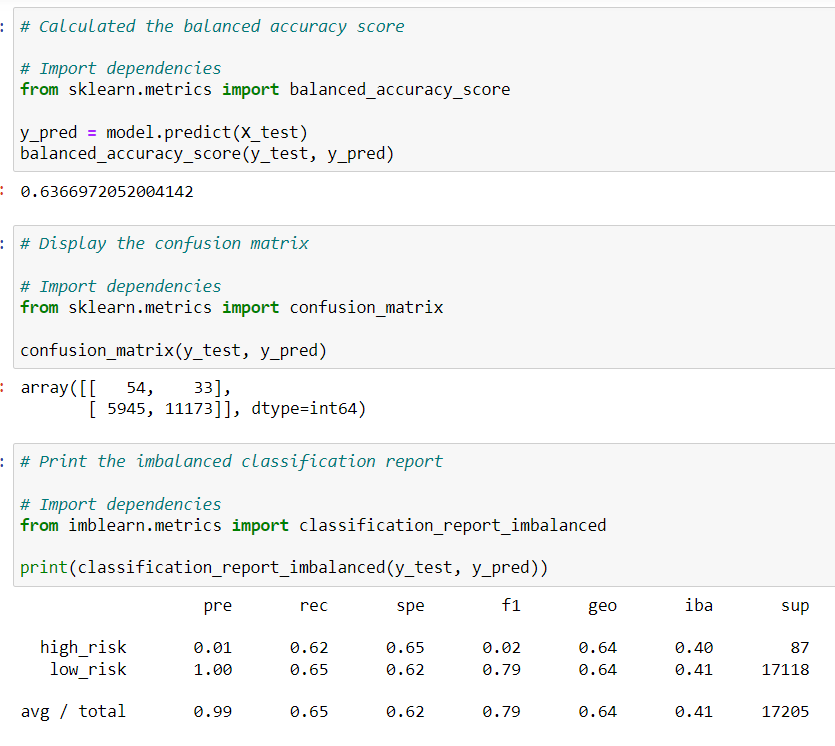 : # Calculated the balanced accuracy score
# Import dependencies
from sklearn.metrics import balanced_accuracy_score
y_pred = model.predict(X_test)
balanced_accuracy_score(y_test, y_pred)
: 0.6366972052004142
: # Display the confusion matrix
# Import dependencies
from sklearn.metrics import confusion_matrix
confusion_matrix(y_test, y_pred)
: array([[   54,    33],
       [ 5945, 11173]], dtype=int64)
: # Print the imbalanced classification report
# Import dependencies
from imblearn.metrics import classification_report_imbalanced
print(classification_report_imbalanced(y_test, y_pred))
pre rec spe f1 geo iba sup
high_risk 0.01 0.62 0.65 0.02 0.64 0.40 87
low_risk 1.00 0.65 0.62 0.79 0.64 0.41 17118
avg / total 0.99 0.65 0.62 0.79 0.64 0.41 17205